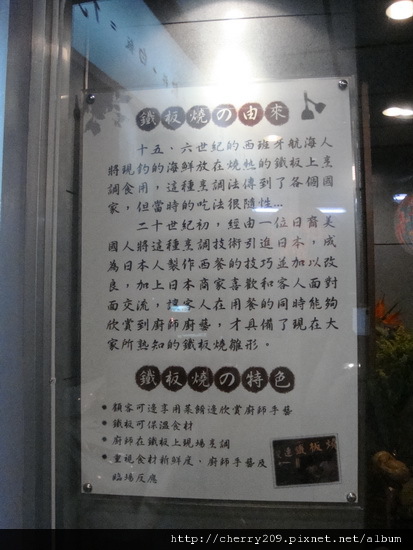 鐵板燒の由來
十五、六世紀的西班牙航海人
將現釣的海鮮放在燒熱的鐵板上烹
調食用，這種烹調法傳到了各個國
家，但當時的吃法很隨性…
二十世紀初，經由一位日裔美
國人將這種烹調技術引進日本，成
為日本人製作西餐的技巧並加以改
良，加上日本商家喜歡和客人面對
面交流，讓客人在用餐的同時能夠
欣賞到廚師廚藝，才具備了現在大
家所熟知的鐵板燒雛形。
鐵板燒の特色
• 顧客可邊享用菜餚邊欣賞廚師手藝
• 鐵板可保溫食材
• 廚師在鐵板上現場烹調
• 重視食材新鮮度、廚師手藝及
臨場反應
http://cherry209.pixnet.net/album